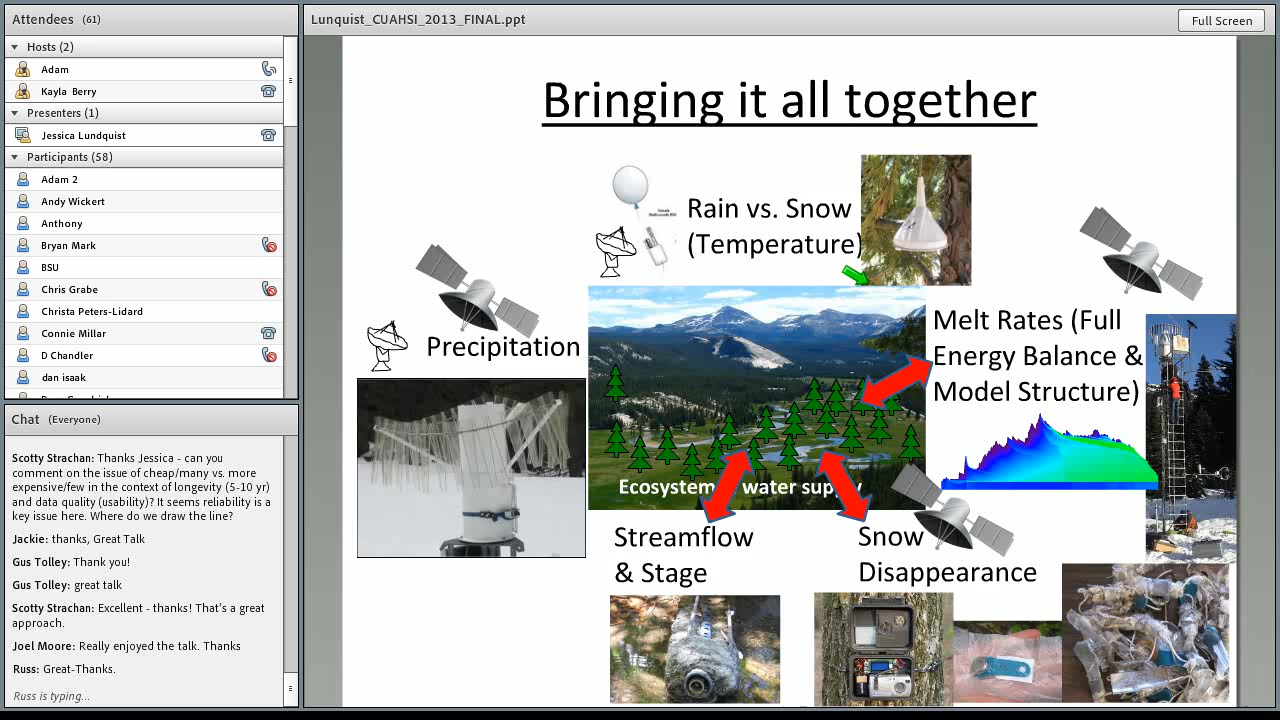 Attendees (61)
Hosts (2)
Adam
Kayla Berry
Presenters (1)
Jessica Lundquist
Participants (58)
Adam 2
Andy Wickert
Anthony
Bryan Mark
BSU
Chris Grabe
Christa Peters-Lidard
Connie Millar
D Chandler
dan isaak
Chat (Everyone)
Scotty Strachan: Thanks Jessica - can you
comment on the issue of cheap/many vs. more
expensive/few in the context of longevity (5-10 yr)
and data quality (usability)? It seems reliability is a
key issue here. Where do we draw the line?
Jackie: thanks, Great Talk
Gus Tolley: Thank you!
Gus Tolley: great talk
Scotty Strachan: Excellent - thanks! That's a great
approach.
Joel Moore: Really enjoyed the talk. Thanks
Russ: Great-Thanks.
Russ is typing...
Lunquist_CUAHSI_2013_FINAL.ppt
Full Screen
Bringing it all together
Rain vs. Snow
(Temperature)
Precipitation
Melt Rates (Full
Energy Balance &
Model Structure)
Ecosystem water supply
Streamflow
& Stage
Snow
Disappearance